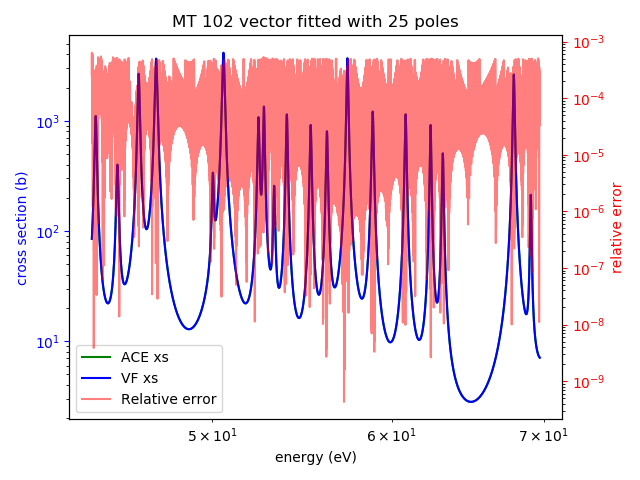 MT 102 vector fitted with 25 poles
cross section (b)
10³
10²
10¹
10⁻³
10⁻⁴
10⁻⁵
10⁻⁶
10⁻⁷
10⁻⁸
10⁻⁹
relative error
ACE xs
VF xs
Relative error
5 × 10¹ 6 × 10¹ 7 × 10¹
energy (eV)